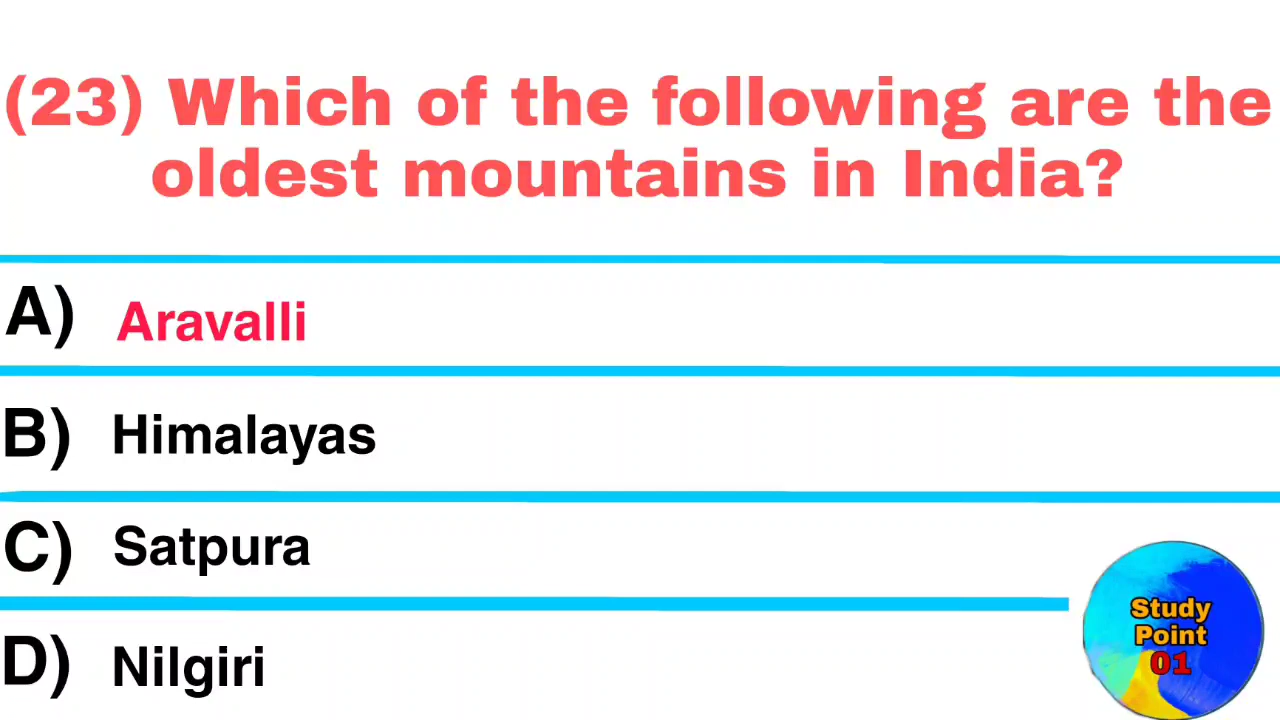 (23) Which of the following are the
oldest mountains in India?
A) Aravalli
B) Himalayas
C) Satpura
D) Nilgiri
Study
Point
01